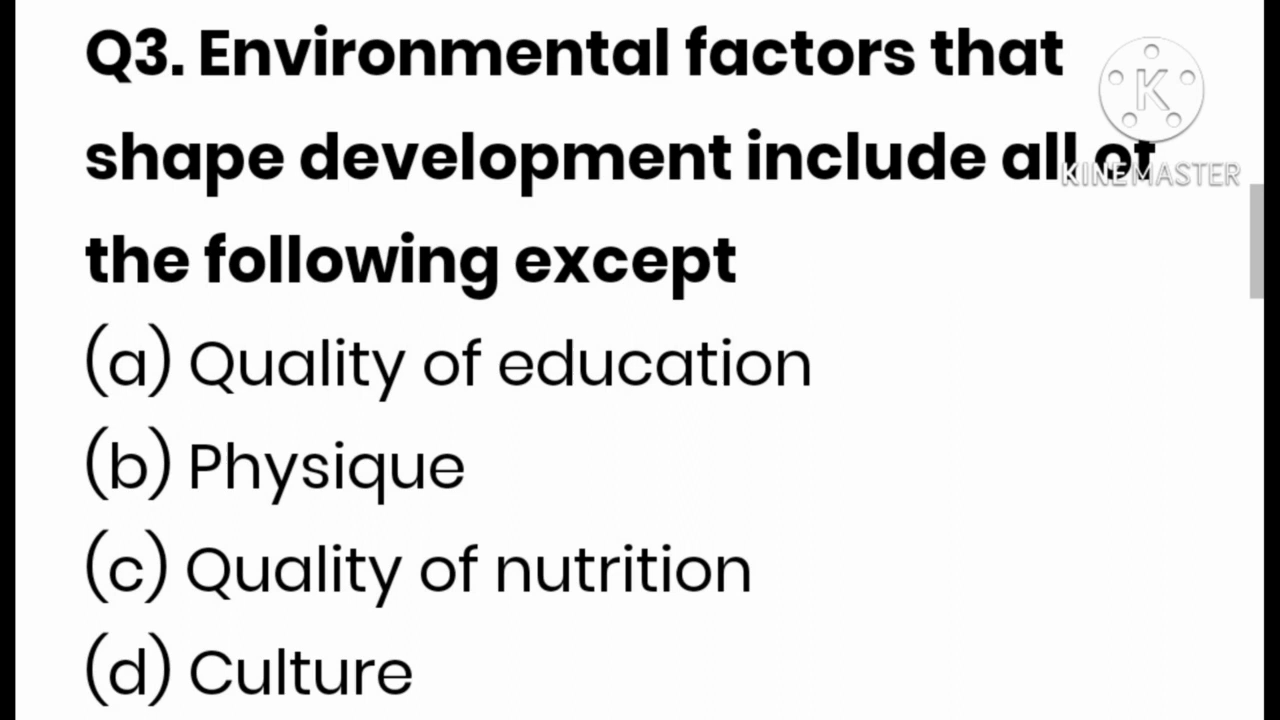 Q3. Environmental factors that
shape development include all of
the following except
(a) Quality of education
(b) Physique
(c) Quality of nutrition
(d) Culture
K
KINEMASTER